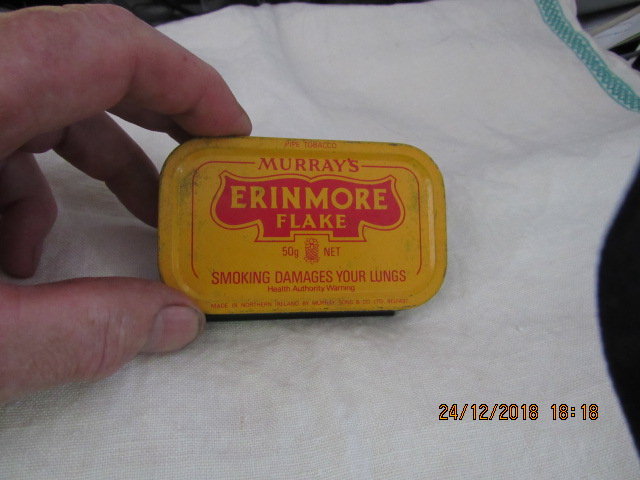 PIPE TOBACCO
MURRAY'S
ERINMORE
FLAKE
50g NET
SMOKING DAMAGES YOUR LUNGS
Health Authority Warning
MADE IN NORTHERN IRELAND BY MURRAY SONS & CO LTD. BELFAST
24/12/2018 18:18